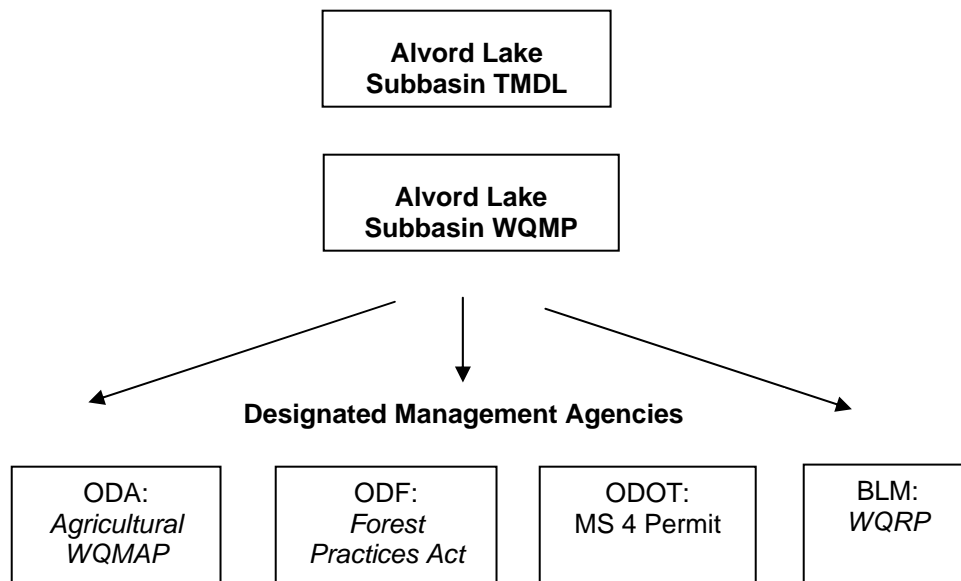 Alvord Lake
Subbasin TMDL
Alvord Lake
Subbasin WQMP
Designated Management Agencies
ODA:
Agricultural
WQMAP
ODF:
Forest
Practices Act
ODOT:
MS 4 Permit
BLM:
WQRP